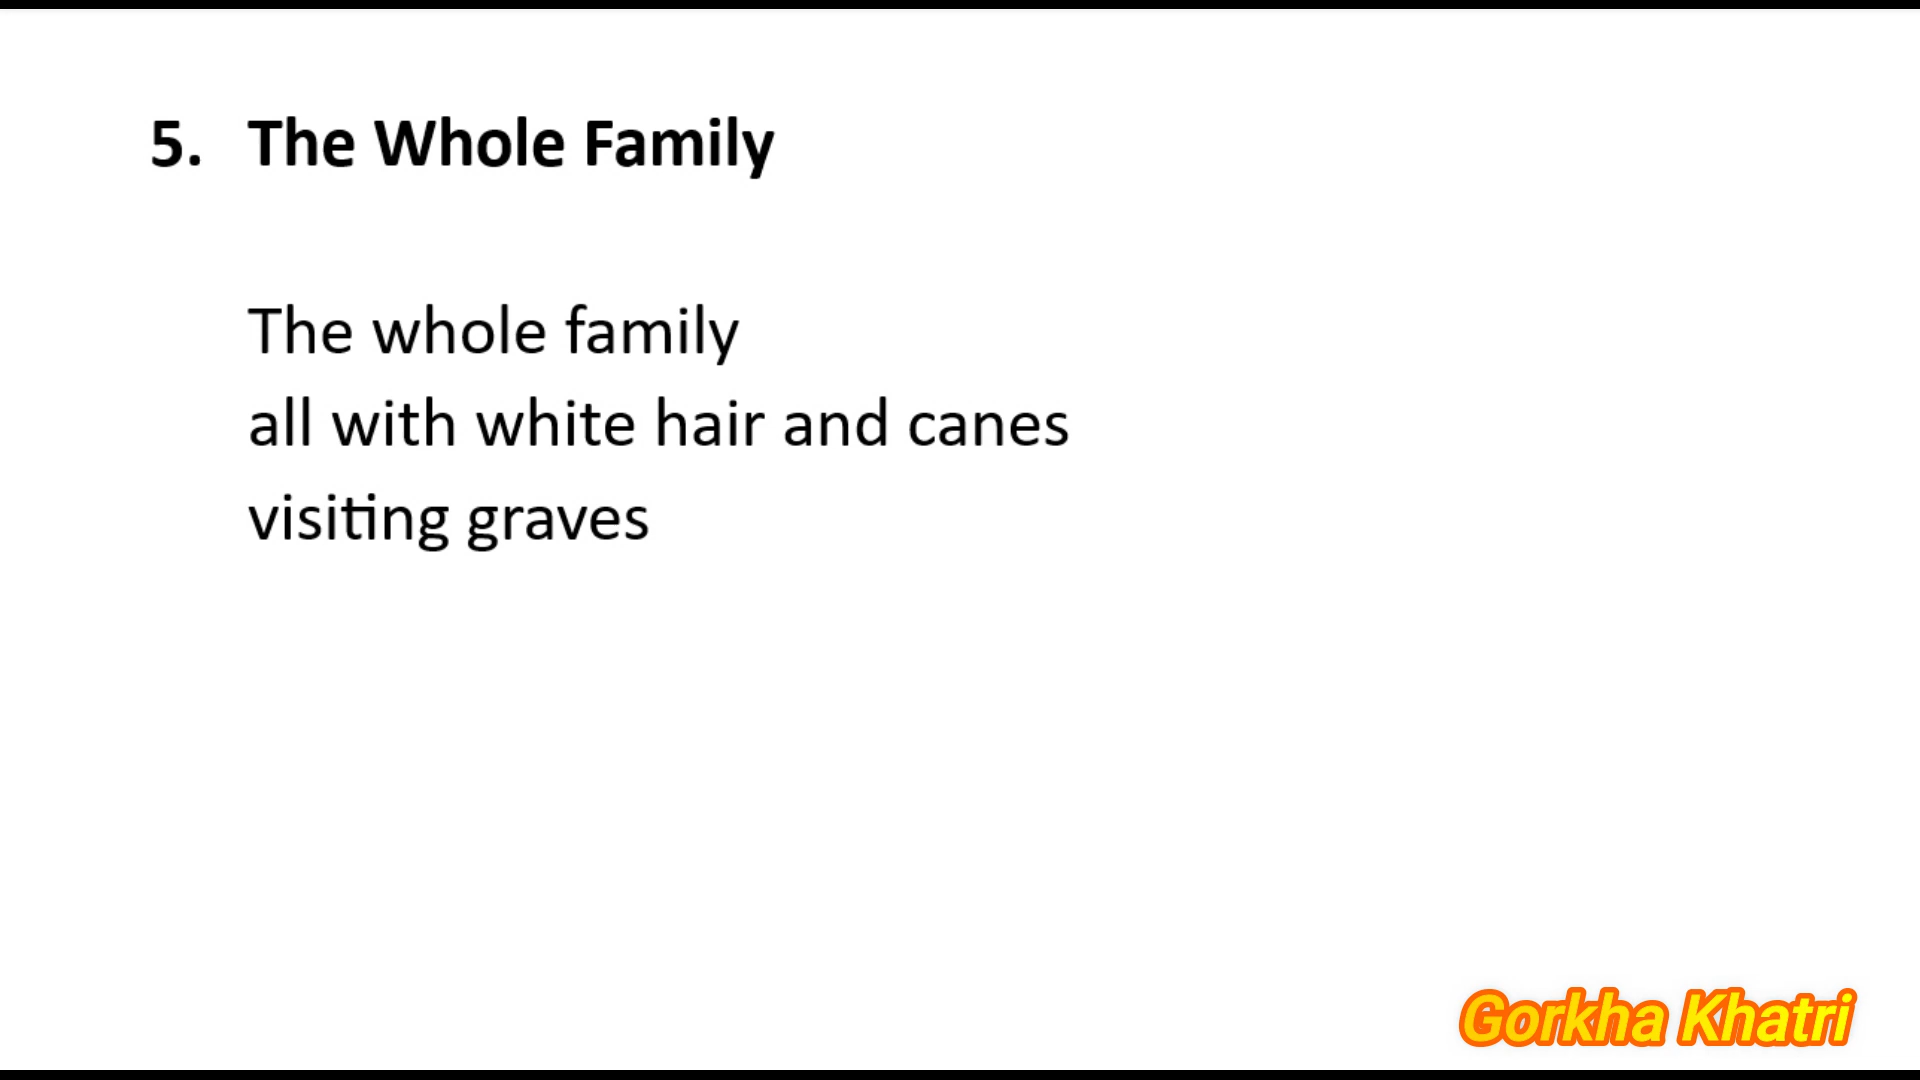 5. The Whole Family
The whole family
all with white hair and canes
visiting graves
Gorkha Khatri